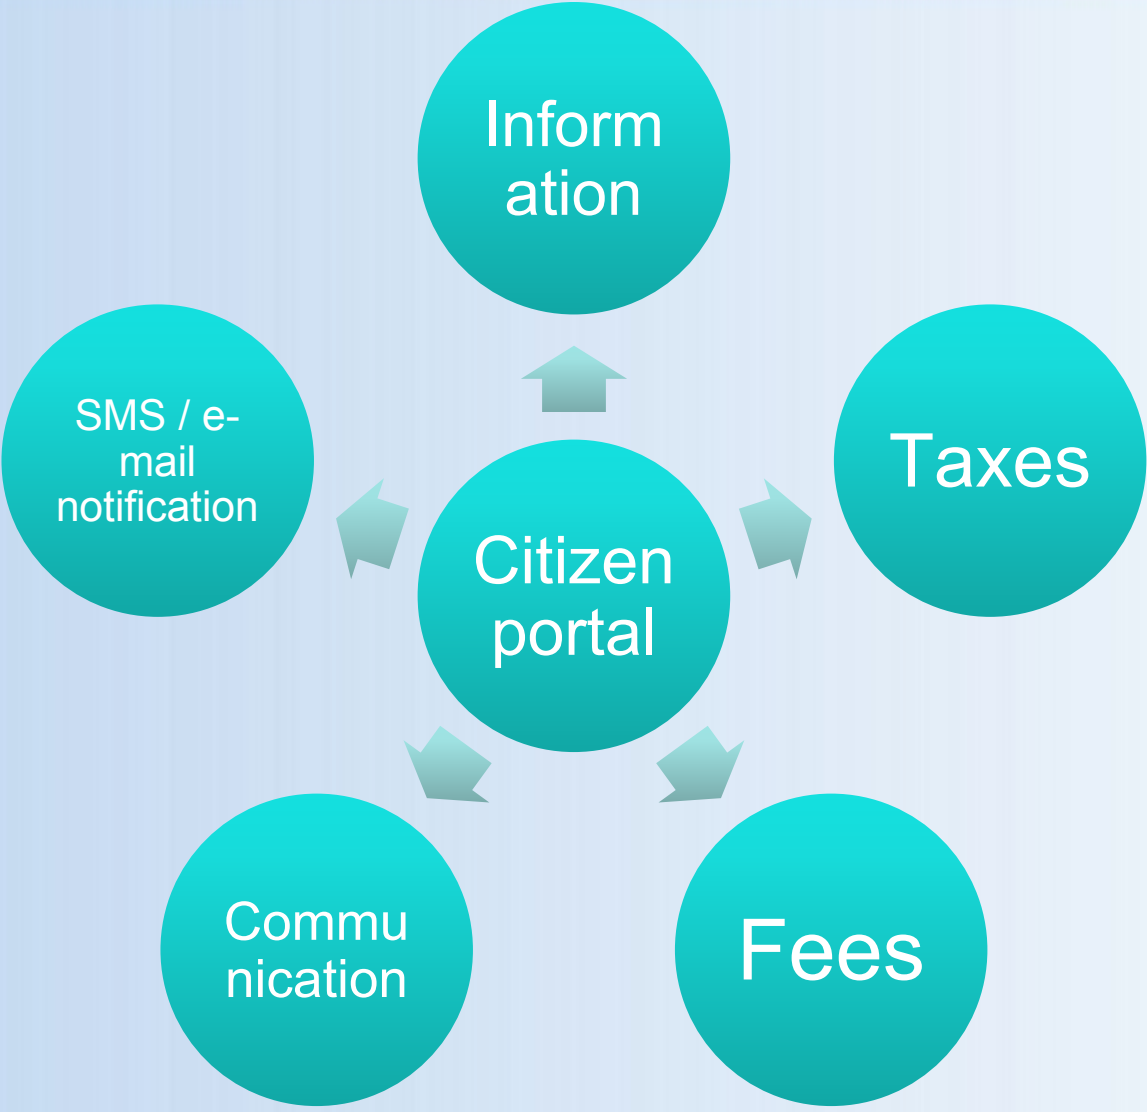 Inform
ation
SMS / e-
mail
notification
Taxes
Citizen
portal
Commu
nication
Fees